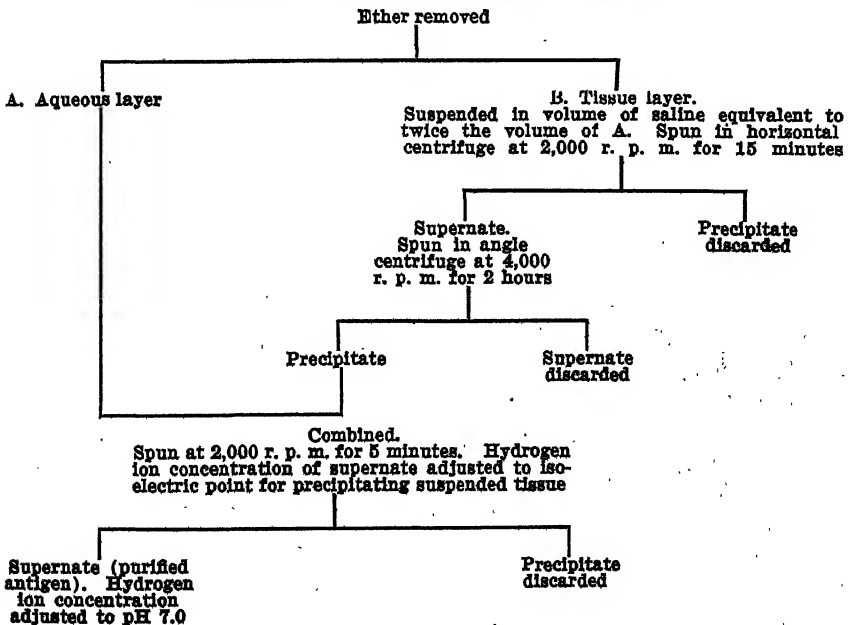 Ether removed
A. Aqueous layer
B. Tissue layer.
Suspended in volume of saline equivalent to
twice the volume of A. Spun in horizontal
centrifuge at 2,000 r. p. m. for 15 minutes
Supernate.
Spun in angle
centrifuge at 4,000
r. p. m. for 2 hours
Precipitate
discarded
Precipitate
Supernate
discarded
Combined.
Spun at 2,000 r. p. m. for 5 minutes. Hydrogen
ion concentration of supernate adjusted to iso-
electric point for precipitating suspended tissue
Supernate (purified
antigen). Hydrogen
ion concentration
adjusted to pH 7.0
Precipitate
discarded